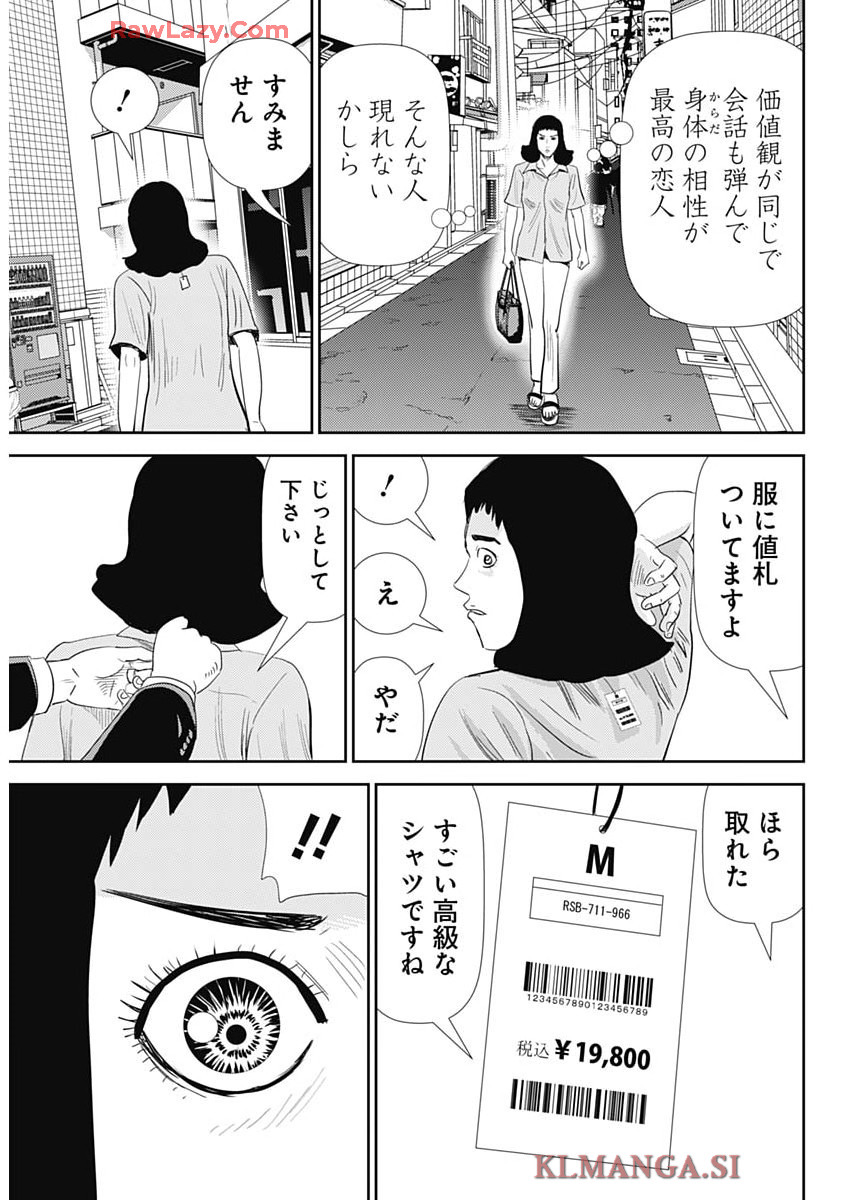 価値観が同じで
会話も弾んで
身体の相性が
からだ
最高の恋人
そんな人
現れない
かしら
すみま
せん
！
服に値札
ついてますよ
！
え
やだ
じっとして
下さい
ほら
取れた
M
RSB-711-966
1234567890123456789
税込 ¥19,800
すごい高級な
シャツですね
!!
RawLazy.Com
KLMANGA.SI